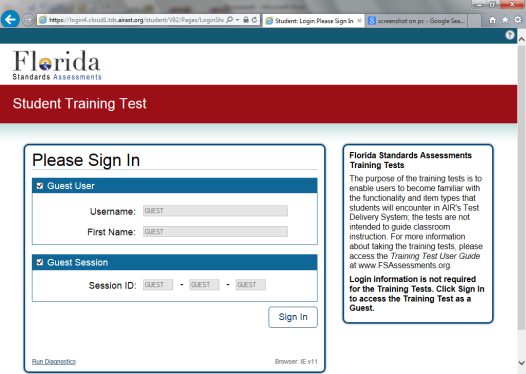 https://login4.cloud1.tds.airast.org/student/V92/Pages/LoginShe
Student: Login Please Sign In
screenshot on pc - Google Sea...
Florida
Standards Assessments
Student Training Test
Please Sign In
Guest User
Username: GUEST
First Name: GUEST
Guest Session
Session ID: GUEST - GUEST - GUEST
Sign In
Run Diagnostics
Browser: IE v11
Florida Standards Assessments
Training Tests
The purpose of the training tests is to
enable users to become familiar with
the functionality and item types that
students will encounter in AIR's Test
Delivery System; the tests are not
intended to guide classroom
instruction. For more information
about taking the training tests, please
access the Training Test User Guide
at www.FSAssessments.org.
Login information is not required
for the Training Tests. Click Sign In
to access the Training Test as a
Guest.